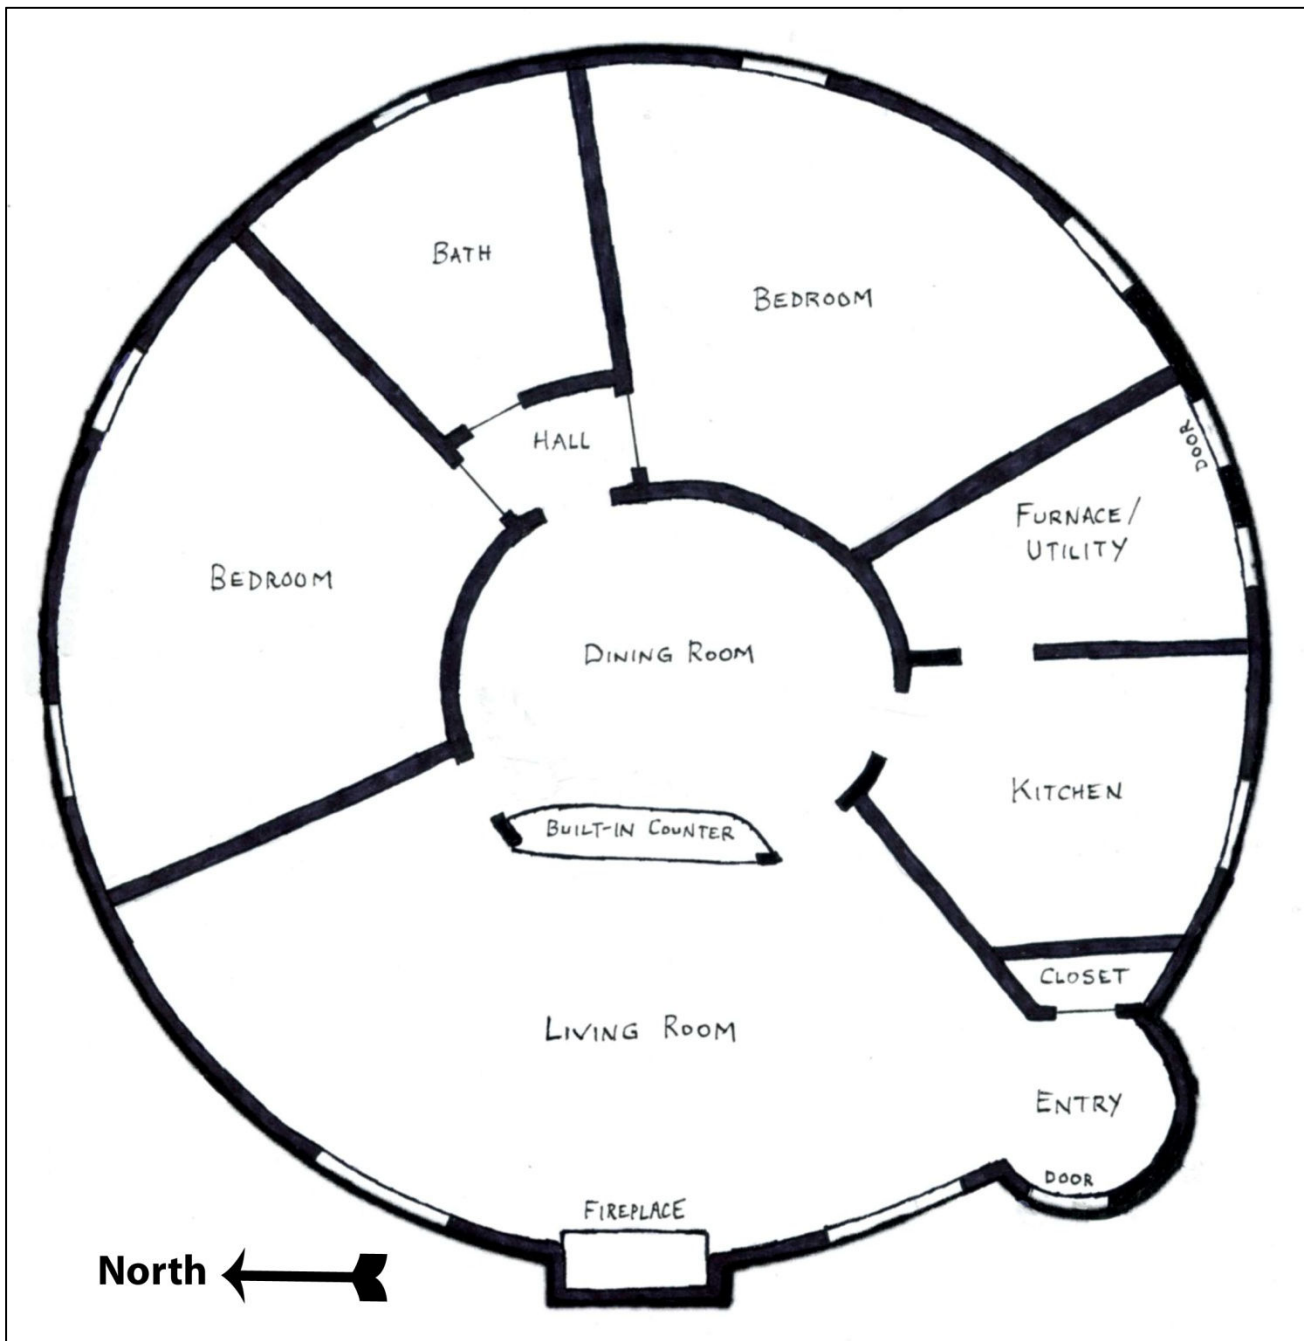 BATH
BEDROOM
HALL
DOOR
FURNACE/
UTILITY
BEDROOM
DINING ROOM
KITCHEN
BUILT-IN COUNTER
CLOSET
LIVING ROOM
ENTRY
DOOR
FIREPLACE
North